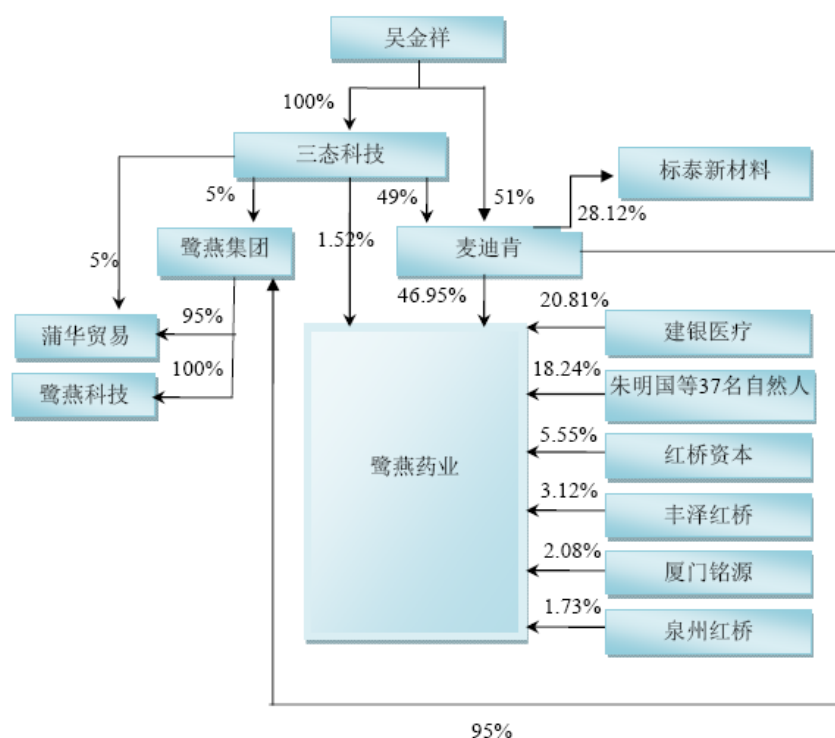 吴金祥
100%
三态科技
标泰新材料
5%
49%
51%
28.12%
1.52%
鹭燕集团
麦迪肯
5%
46.95%
20.81%
95%
蒲华贸易
建银医疗
100%
18.24%
鹭燕科技
朱明国等37名自然人
5.55%
鹭燕药业
红桥资本
3.12%
丰泽红桥
2.08%
厦门铭源
1.73%
泉州红桥
95%